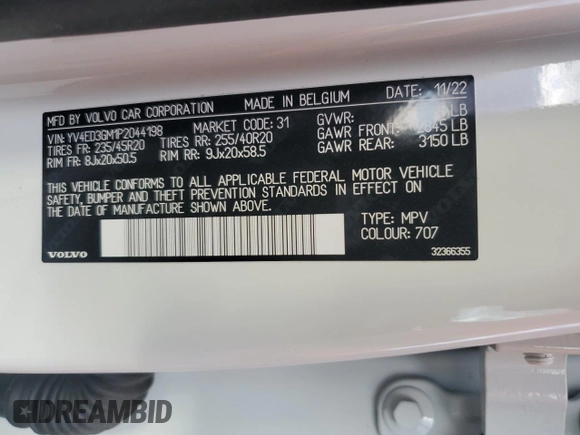 MFD BY VOLVO CAR CORPORATION MADE IN BELGIUM DATE: 11/22
VIN: YV4ED3GM1P2044198 MARKET CODE: 31 GVWR: LB
TIRES FR: 235/45R20 TIRES RR: 255/40R20 GAWR FRONT: LB
RIM FR: 8Jx20x50.5 RIM RR: 9Jx20x58.5 GAWR REAR: 3150 LB
THIS VEHICLE CONFORMS TO ALL APPLICABLE FEDERAL MOTOR VEHICLE
SAFETY, BUMPER AND THEFT PREVENTION STANDARDS IN EFFECT ON
THE DATE OF MANUFACTURE SHOWN ABOVE.
TYPE: MPV
COLOUR: 707
VOLVO
32366355
DREAMBID